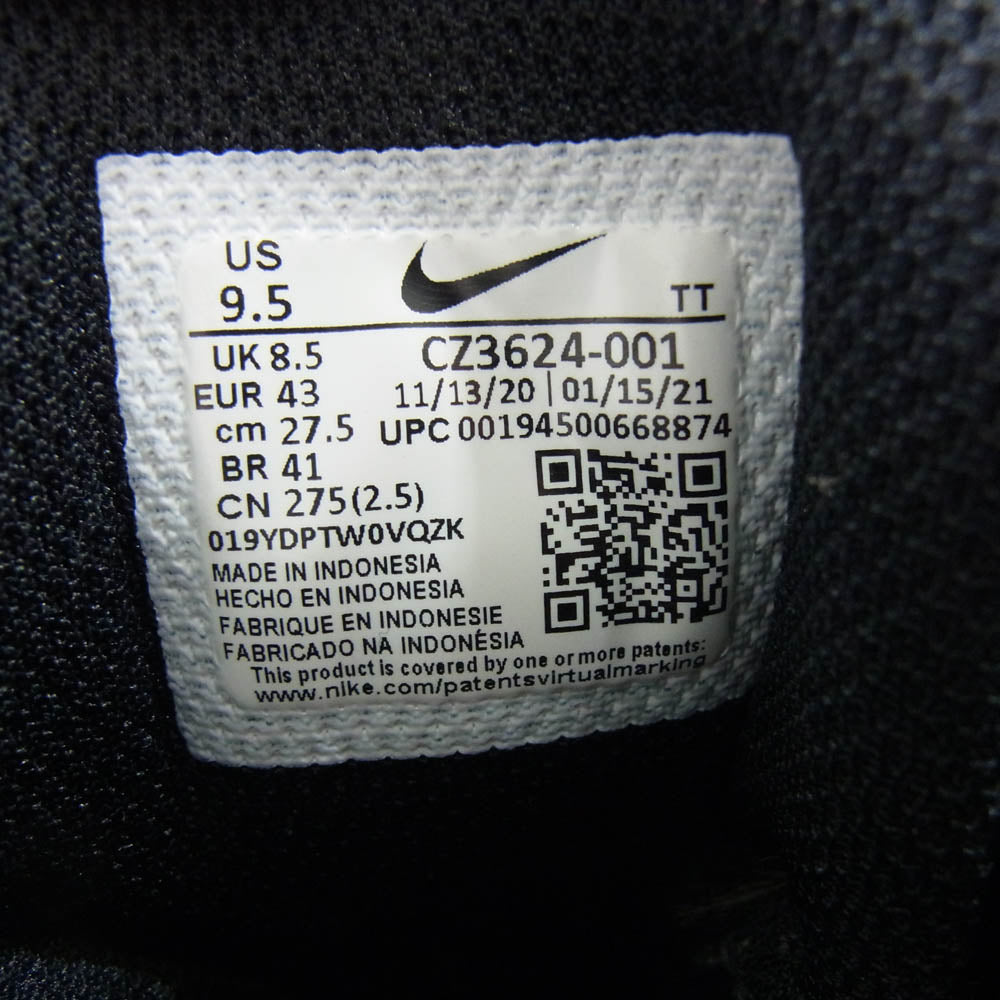 US
9.5 TT
UK 8.5 CZ3624-001
EUR 43 11/13/20 | 01/15/21
cm 27.5 UPC 00194500668874
BR 41
CN 275(2.5)
019YDPTW0VQZK
MADE IN INDONESIA
HECHO EN INDONESIA
FABRIQUE EN INDONESIE
FABRICADO NA INDONÉSIA
This product is covered by one or more patents:
www.nike.com/patentsvirtualmarking